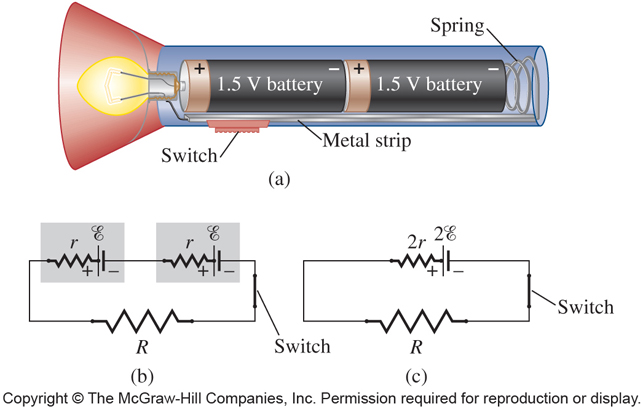 Spring
+ 1.5 V battery − + 1.5 V battery −
Switch
Metal strip
(a)
r ℰ r ℰ
+ − + −
R
Switch
(b)
2r 2ℰ
+ −
Switch
R
(c)
Copyright © The McGraw-Hill Companies, Inc. Permission required for reproduction or display.